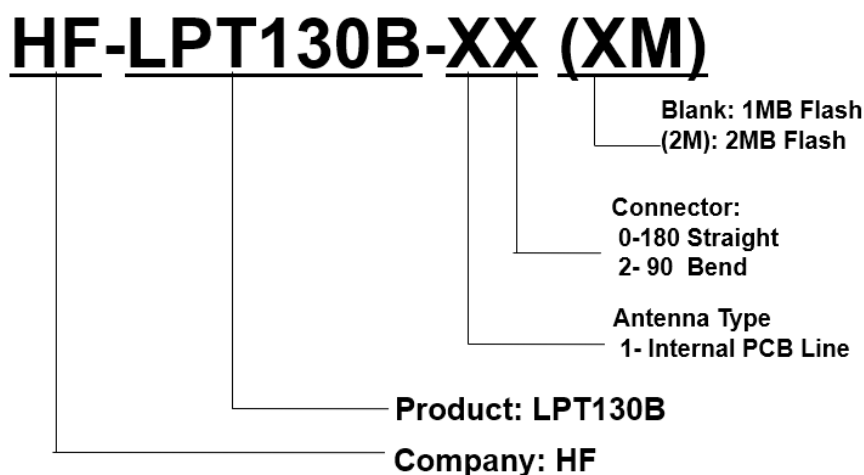 HF-LPT130B-XX (XM)
Blank: 1MB Flash
(2M): 2MB Flash
Connector:
0-180 Straight
2- 90 Bend
Antenna Type
1- Internal PCB Line
Product: LPT130B
Company: HF